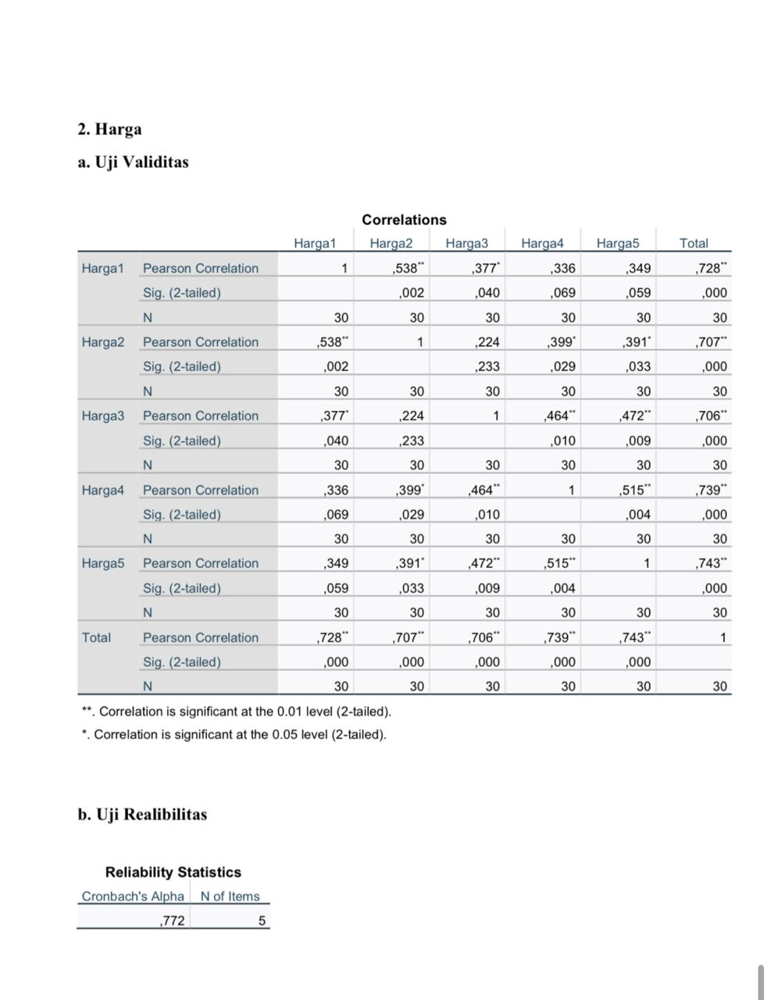 2. Harga
a. Uji Validitas
Correlations
Harga1 Harga2 Harga3 Harga4 Harga5 Total
Harga1 Pearson Correlation 1 ,538** ,377* ,336 ,349 ,728**
Sig. (2-tailed) ,002 ,040 ,069 ,059 ,000
N 30 30 30 30 30 30
Harga2 Pearson Correlation ,538** 1 ,224 ,399* ,391* ,707**
Sig. (2-tailed) ,002 ,233 ,029 ,033 ,000
N 30 30 30 30 30 30
Harga3 Pearson Correlation ,377* ,224 1 ,464** ,472** ,706**
Sig. (2-tailed) ,040 ,233 ,010 ,009 ,000
N 30 30 30 30 30 30
Harga4 Pearson Correlation ,336 ,399* ,464** 1 ,515** ,739**
Sig. (2-tailed) ,069 ,029 ,010 ,004 ,000
N 30 30 30 30 30 30
Harga5 Pearson Correlation ,349 ,391* ,472** ,515** 1 ,743**
Sig. (2-tailed) ,059 ,033 ,009 ,004 ,000
N 30 30 30 30 30 30
Total Pearson Correlation ,728** ,707** ,706** ,739** ,743** 1
Sig. (2-tailed) ,000 ,000 ,000 ,000 ,000
N 30 30 30 30 30 30
**. Correlation is significant at the 0.01 level (2-tailed).
*. Correlation is significant at the 0.05 level (2-tailed).
b. Uji Realibilitas
Reliability Statistics
Cronbach's Alpha N of Items
,772 5